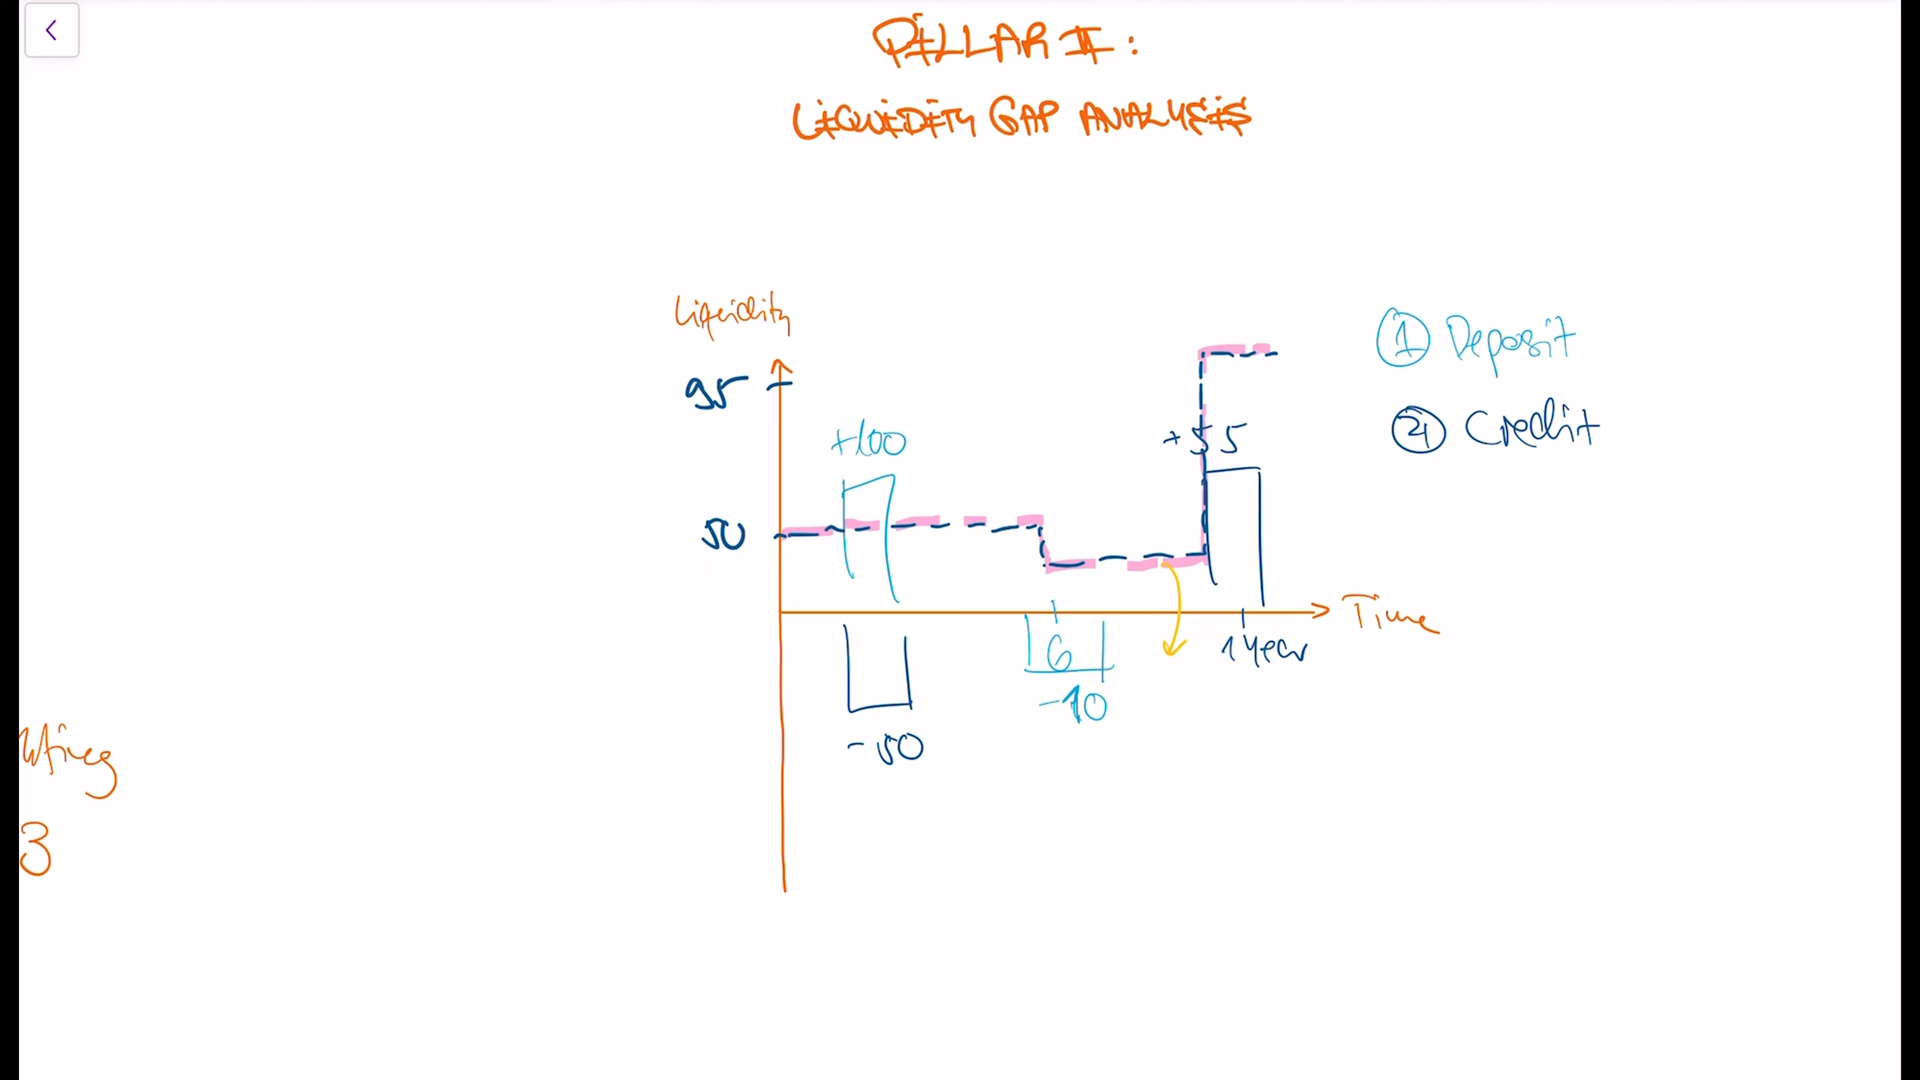 PILLAR II:
LIQUIDITY GAP ANALYSIS
Liquidity
95
+100
+55
50
① Deposit
② Credit
Time
6
1 year
-10
-50
3